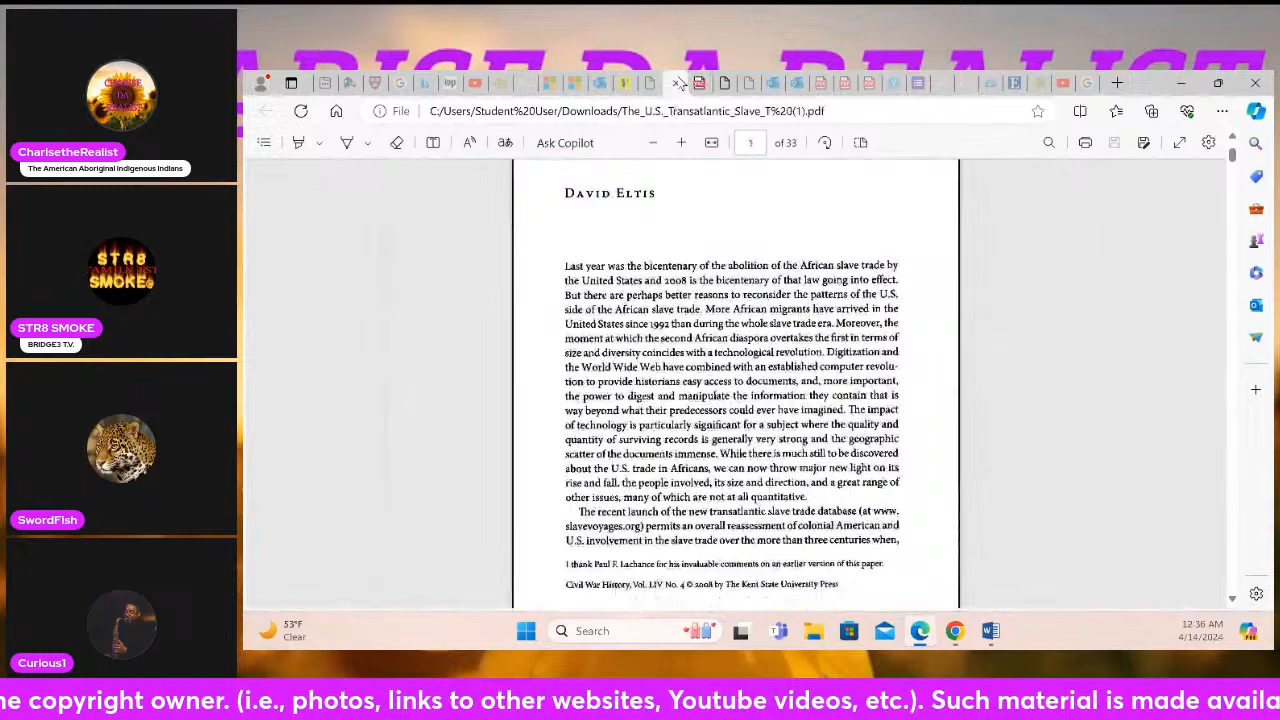 ARISE DA REALIST
CHARISE
DA
REALIST
CharIsetheRealist
The American Aboriginal Indigenous Indians
STR8
FAMILY 1ST
SMOKE
STR8 SMOKE
BRIDGE3 T.V.
SwordFIsh
Curious1
File
C:/Users/Student%20User/Downloads/The_U.S._Transatlantic_Slave_T%20(1).pdf
Ask Copilot
1
of 33
DAVID ELTIS
Last year was the bicentenary of the abolition of the African slave trade by
the United States and 2008 is the bicentenary of that law going into effect.
But there are perhaps better reasons to reconsider the patterns of the U.S.
side of the African slave trade. More African migrants have arrived in the
United States since 1992 than during the whole slave trade era. Moreover, the
moment at which the second African diaspora overtakes the first in terms of
size and diversity coincides with a technological revolution. Digitization and
the World Wide Web have combined with an established computer revolu-
tion to provide historians easy access to documents, and, more important,
the power to digest and manipulate the information they contain that is
way beyond what their predecessors could ever have imagined. The impact
of technology is particularly significant for a subject where the quality and
quantity of surviving records is generally very strong and the geographic
scatter of the documents immense. While there is much still to be discovered
about the U.S. trade in Africans, we can now throw major new light on its
rise and fall, the people involved, its size and direction, and a great range of
other issues, many of which are not at all quantitative.
The recent launch of the new transatlantic slave trade database (at www.
slavevoyages.org) permits an overall reassessment of colonial American and
U.S. involvement in the slave trade over the more than three centuries when,
I thank Paul F. Lachance for his invaluable comments on an earlier version of this paper.
Civil War History, Vol. LIV No. 4 © 2008 by The Kent State University Press
53°F
Clear
Search
12:36 AM
4/14/2024
he copyright owner. (i.e., photos, links to other websites, Youtube videos, etc.). Such material is made availa